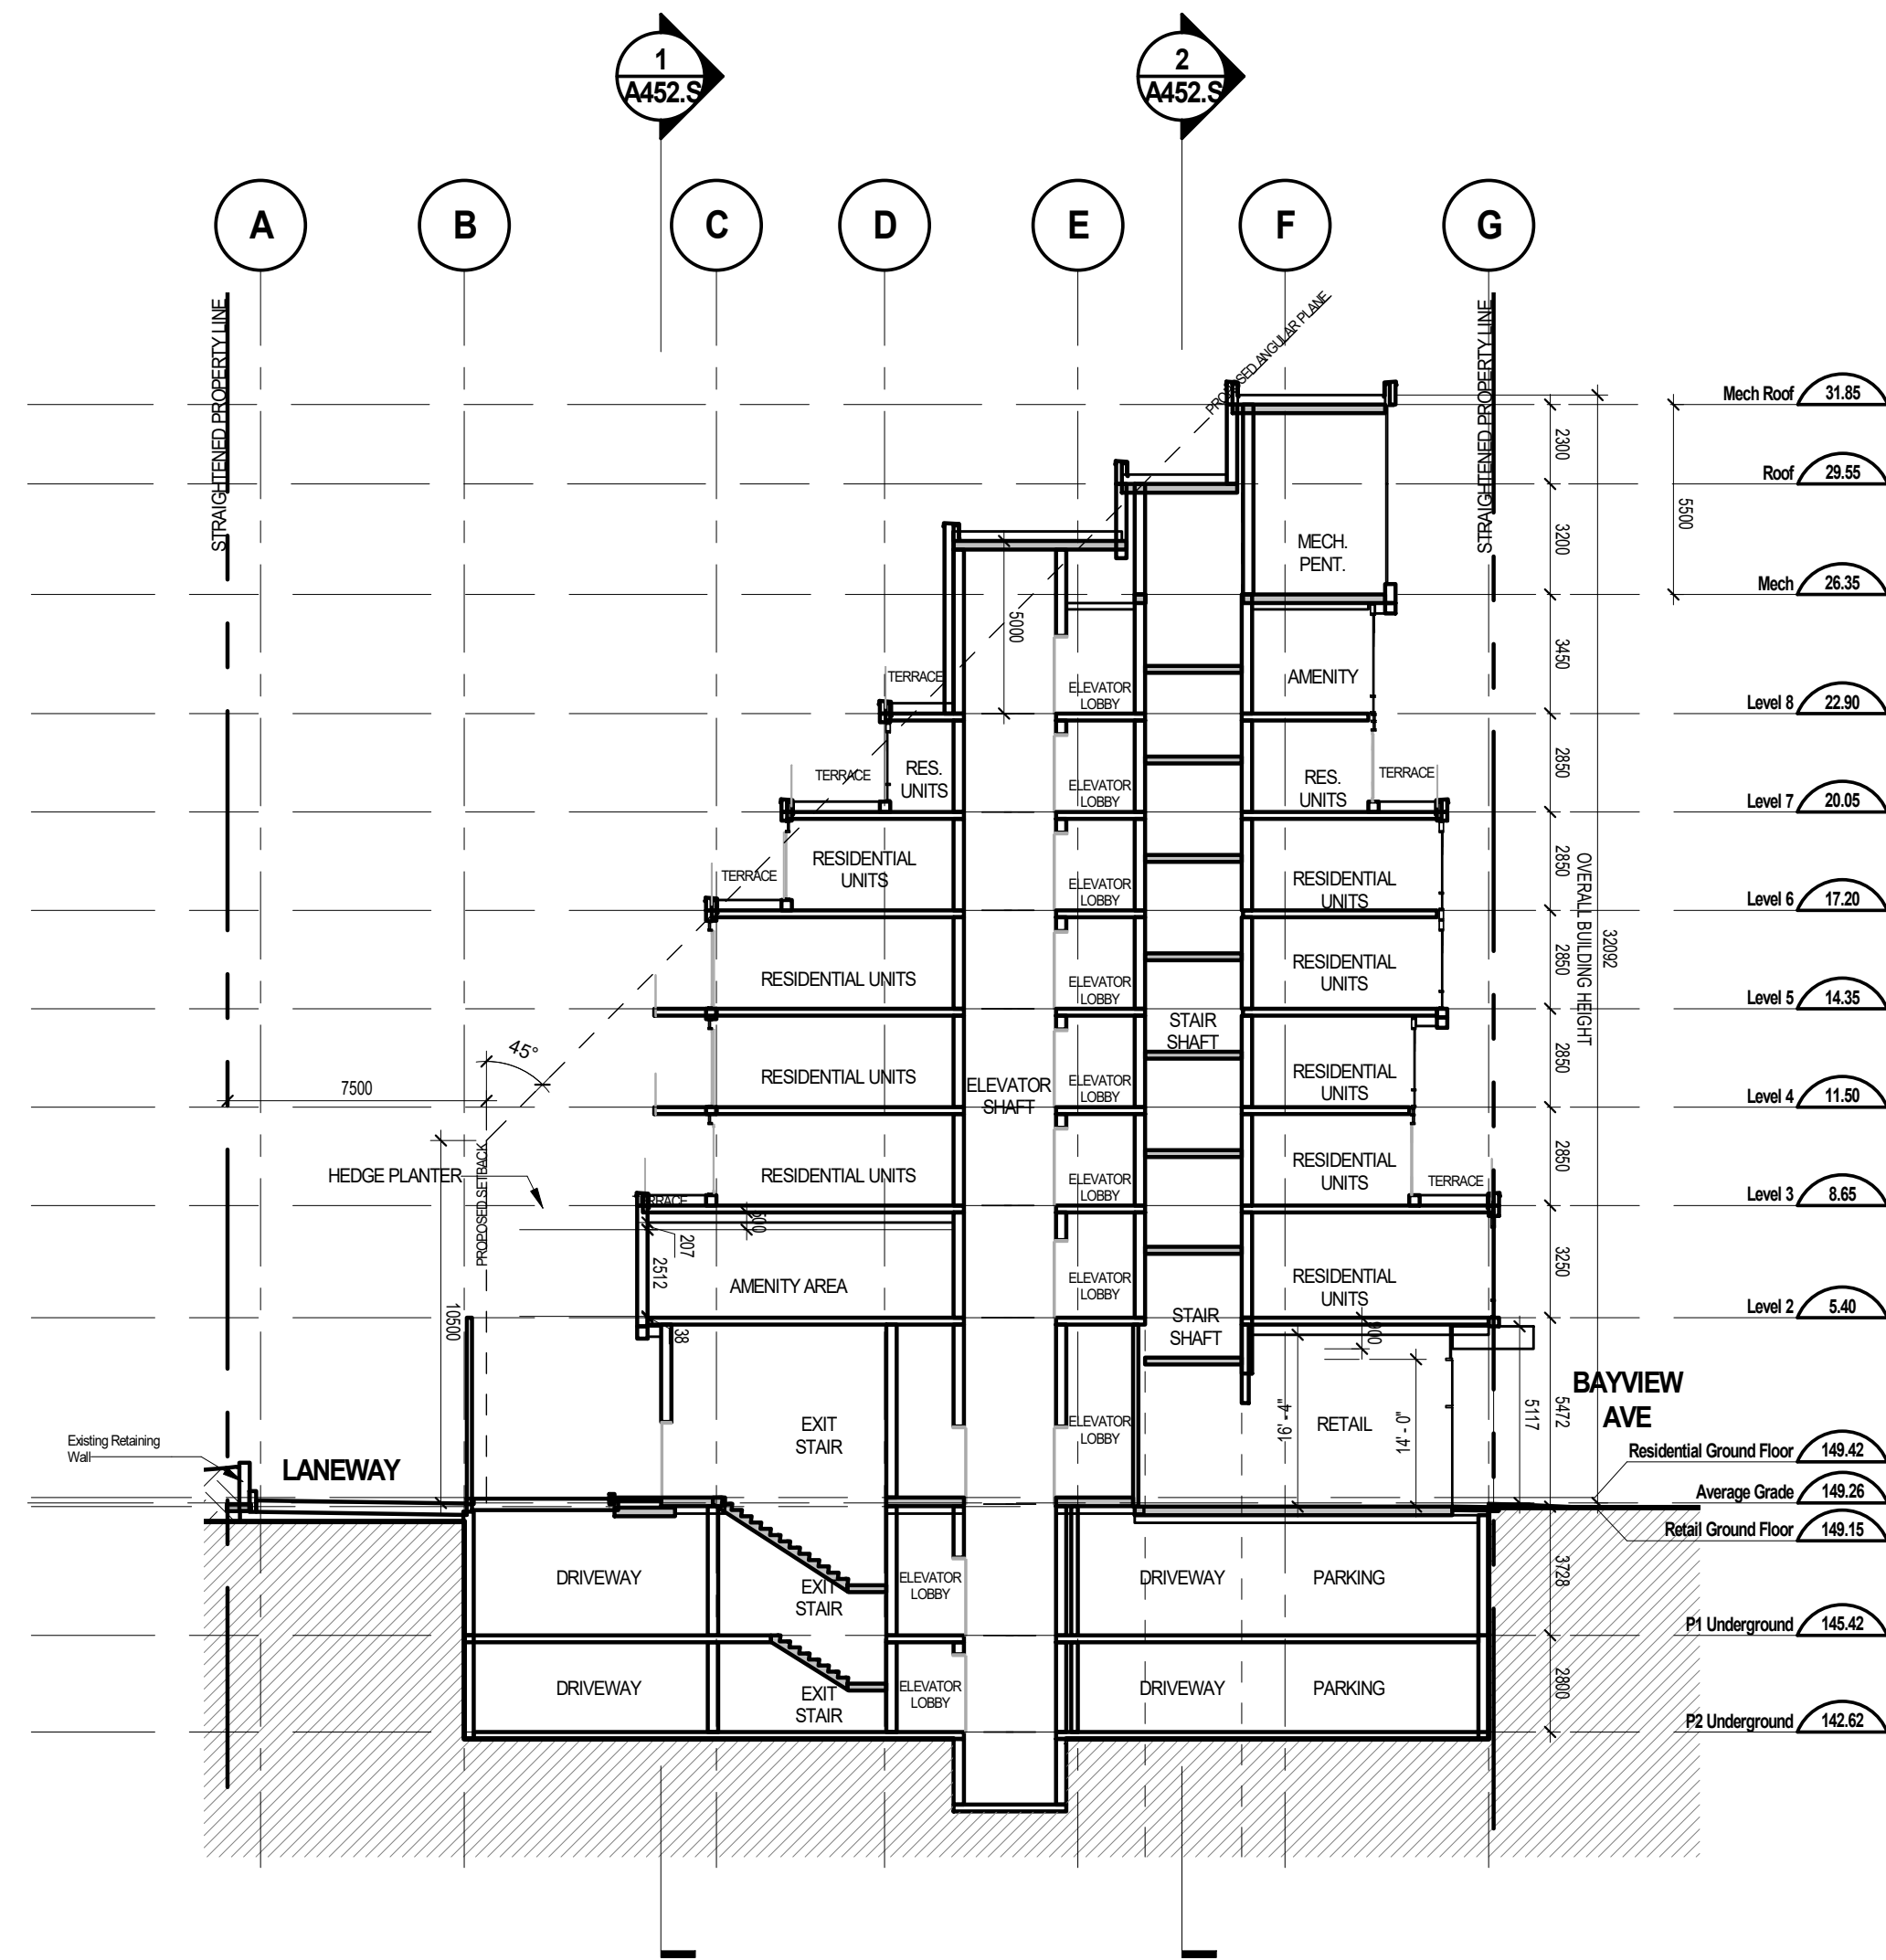 1
A452.S
2
A452.S
A
B
C
D
E
F
G
STRAIGHTENED PROPERTY LINE
PROPOSED ANGULAR PLANE
STRAIGHTENED PROPERTY LINE
Mech Roof 31.85
2300
Roof 29.55
5500
3200
MECH.
PENT.
Mech 26.35
5000
3450
TERRACE
ELEVATOR
LOBBY
AMENITY
Level 8 22.90
2850
TERRACE
RES.
UNITS
ELEVATOR
LOBBY
RES.
UNITS
TERRACE
Level 7 20.05
2850
OVERALL BUILDING HEIGHT
32092
TERRACE
RESIDENTIAL
UNITS
ELEVATOR
LOBBY
RESIDENTIAL
UNITS
Level 6 17.20
2850
RESIDENTIAL UNITS
ELEVATOR
LOBBY
RESIDENTIAL
UNITS
Level 5 14.35
2850
STAIR
SHAFT
45°
7500
RESIDENTIAL UNITS
ELEVATOR
SHAFT
ELEVATOR
LOBBY
RESIDENTIAL
UNITS
Level 4 11.50
2850
HEDGE PLANTER
PROPOSED SETBACK
RESIDENTIAL UNITS
ELEVATOR
LOBBY
RESIDENTIAL
UNITS
TERRACE
Level 3 8.65
207
2512
3250
AMENITY AREA
ELEVATOR
LOBBY
RESIDENTIAL
UNITS
Level 2 5.40
10500
38
STAIR
SHAFT
900
BAYVIEW
AVE
5472
5117
EXIT
STAIR
ELEVATOR
LOBBY
16' - 4"
RETAIL
14' - 0"
Existing Retaining
Wall
LANEWAY
Residential Ground Floor 149.42
Average Grade 149.26
Retail Ground Floor 149.15
3728
DRIVEWAY
EXIT
STAIR
ELEVATOR
LOBBY
DRIVEWAY
PARKING
P1 Underground 145.42
2800
DRIVEWAY
EXIT
STAIR
ELEVATOR
LOBBY
DRIVEWAY
PARKING
P2 Underground 142.62